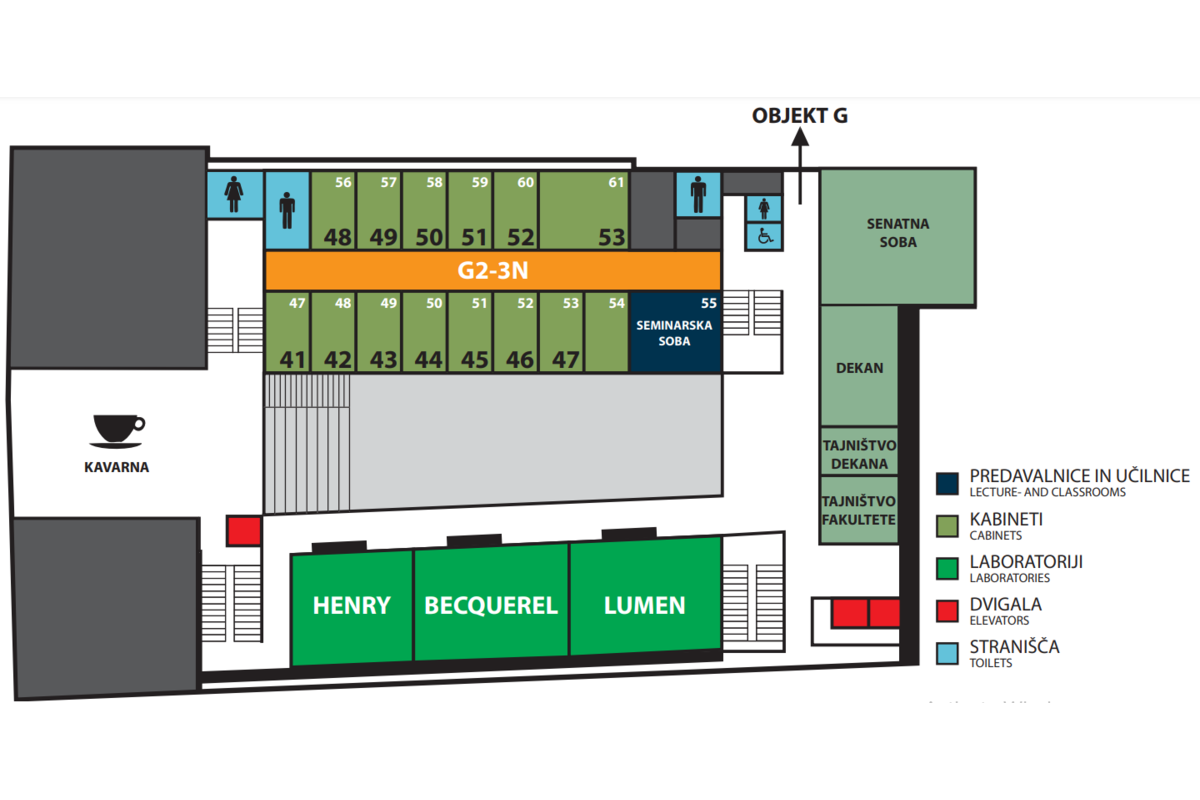 OBJEKT G
56 57 58 59 60 61
48 49 50 51 52 53
G2-3N
47 48 49 50 51 52 53 54 55
SEMINARSKA
SOBA
41 42 43 44 45 46 47
SENATNA
SOBA
DEKAN
TAJNIŠTVO
DEKANA
TAJNIŠTVO
FAKULTETE
KAVARNA
HENRY
BECQUEREL
LUMEN
PREDAVALNICE IN UČILNICE
LECTURE- AND CLASSROOMS
KABINETI
CABINETS
LABORATORIJI
LABORATORIES
DVIGALA
ELEVATORS
STRANIŠČA
TOILETS